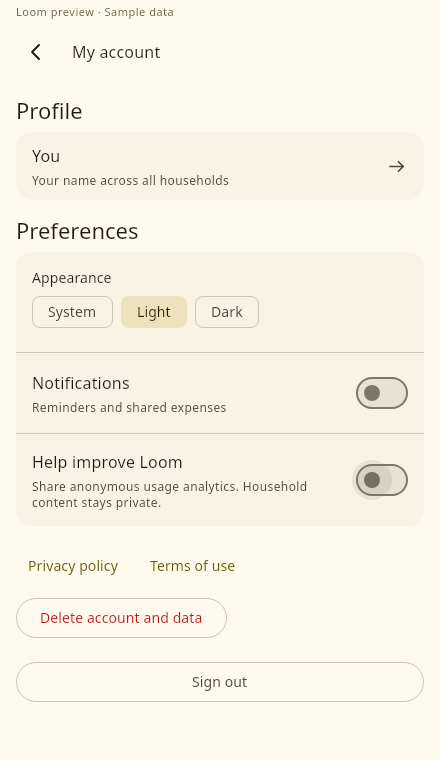 Loom preview · Sample data
My account
Profile
You
Your name across all households
Preferences
Appearance
System Light Dark
Notifications
Reminders and shared expenses
Help improve Loom
Share anonymous usage analytics. Household
content stays private.
Privacy policy Terms of use
Delete account and data
Sign out